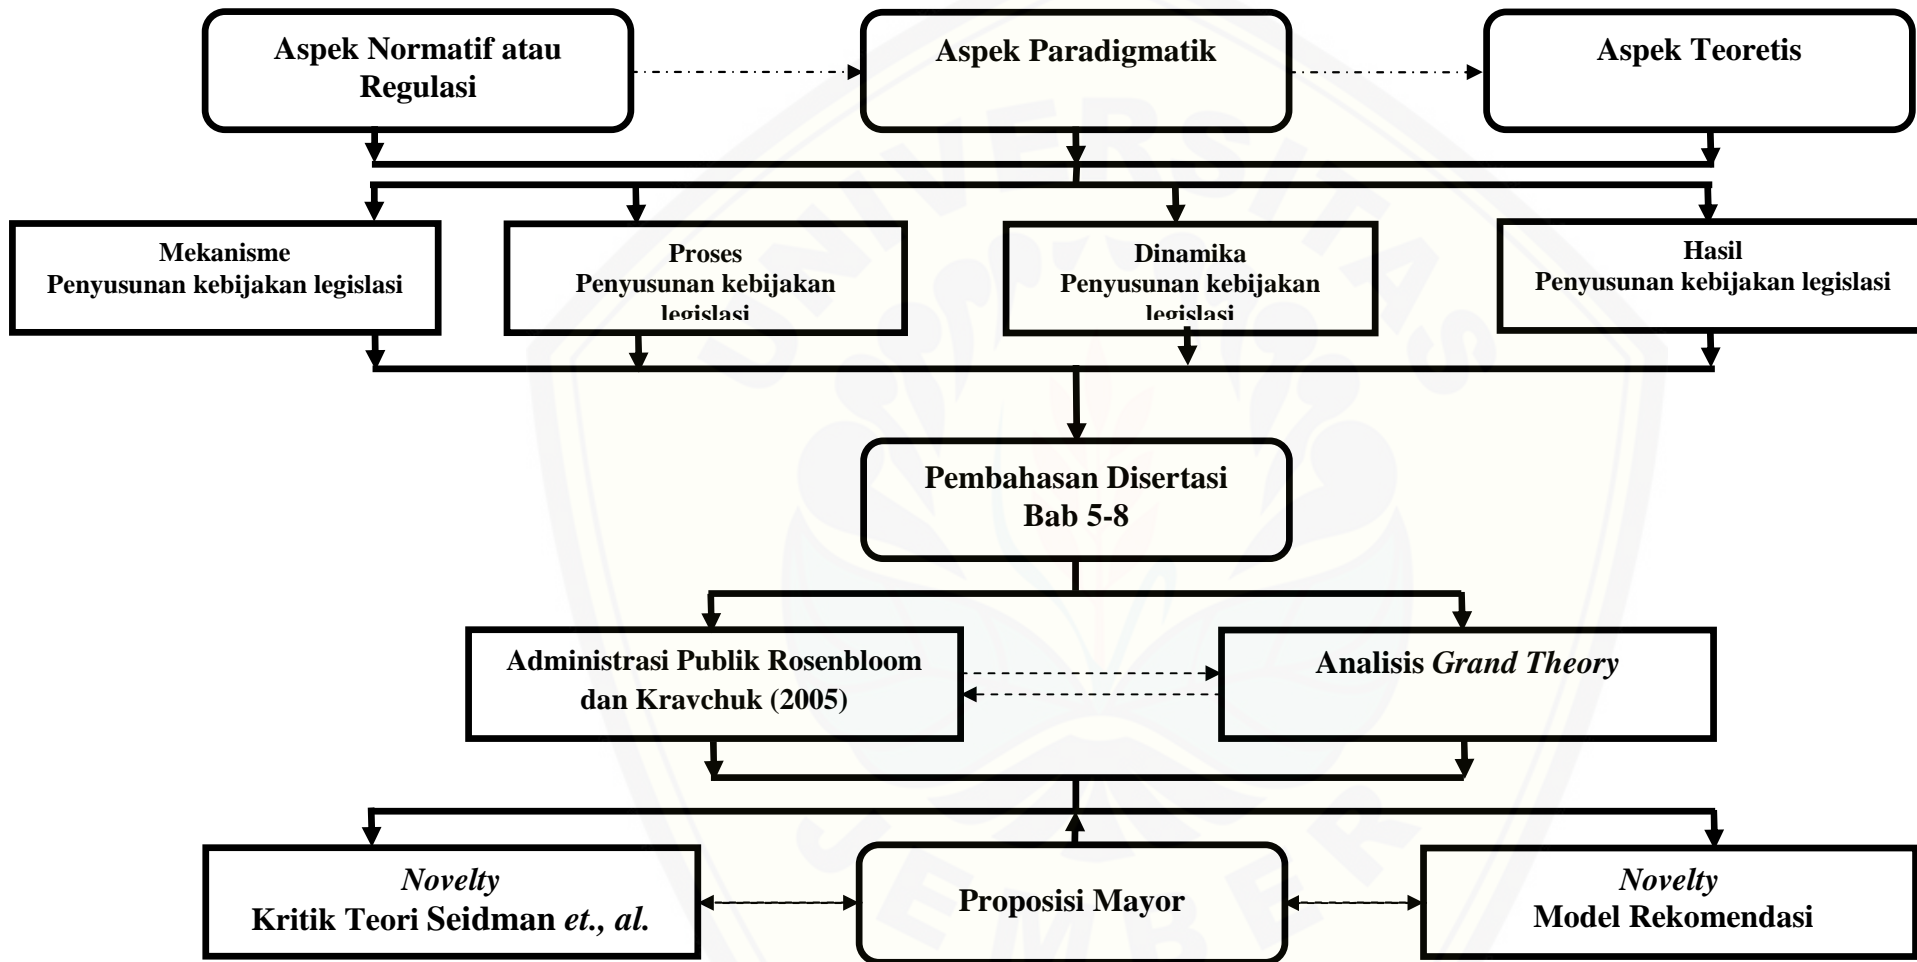 Aspek Normatif atau
Regulasi
Aspek Paradigmatik
Aspek Teoretis
Mekanisme
Penyusunan kebijakan legislasi
Proses
Penyusunan kebijakan
legislasi
Dinamika
Penyusunan kebijakan
legislasi
Hasil
Penyusunan kebijakan legislasi
Pembahasan Disertasi
Bab 5-8
Administrasi Publik Rosenbloom
dan Kravchuk (2005)
Analisis Grand Theory
Novelty
Kritik Teori Seidman et., al.
Proposisi Mayor
Novelty
Model Rekomendasi
UNIVERSITAS
JEMBER